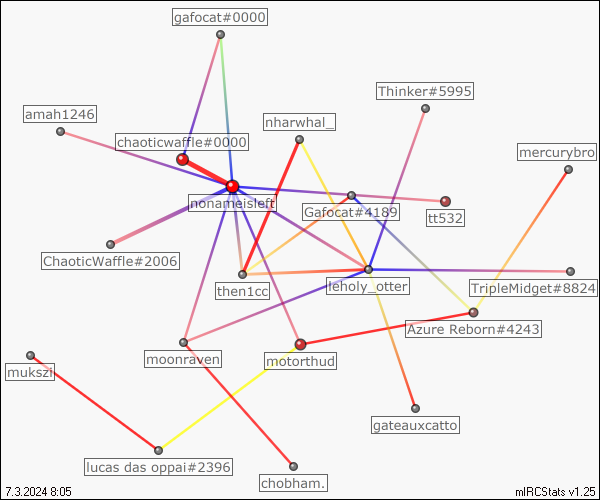 gafocat#0000
Thinker#5995
amah1246
nharwhal_
chaoticwaffle#0000
mercurybro
nonameisleft
Gafocat#4189
tt532
ChaoticWaffle#2006
then1cc
leholy_otter
TripleMidget#8824
Azure Reborn#4243
moonraven
motorthud
mukszi
gateauxcatto
lucas das oppai#2396
chobham.
7.3.2024 8:05
mIRCStats v1.25